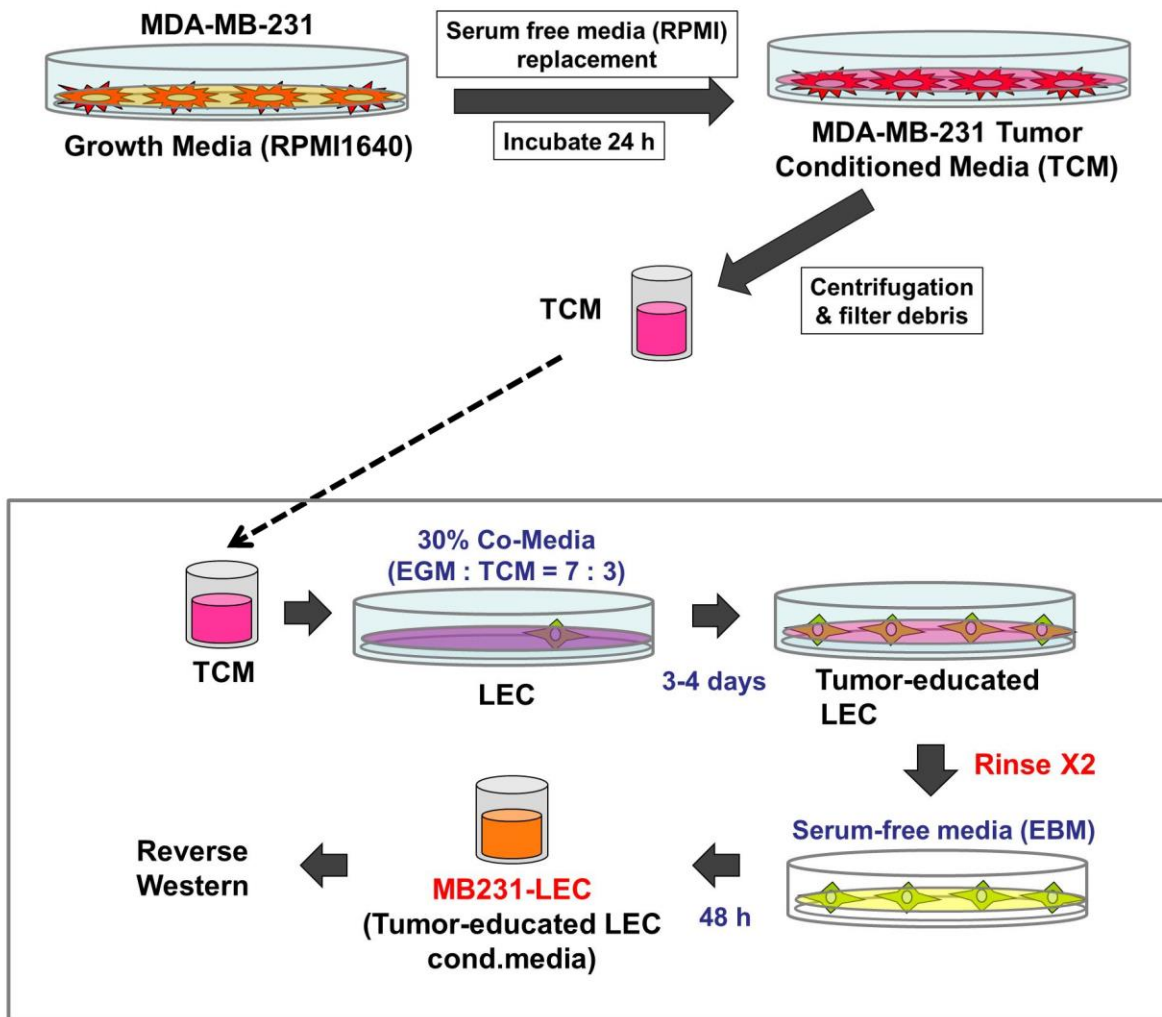 MDA-MB-231
Growth Media (RPMI1640)
Serum free media (RPMI)
replacement
Incubate 24 h
MDA-MB-231 Tumor
Conditioned Media (TCM)
TCM
Centrifugation
& filter debris
30% Co-Media
(EGM : TCM = 7 : 3)
TCM
LEC
3-4 days
Tumor-educated
LEC
Rinse X2
Serum-free media (EBM)
48 h
MB231-LEC
(Tumor-educated LEC
cond.media)
Reverse
Western